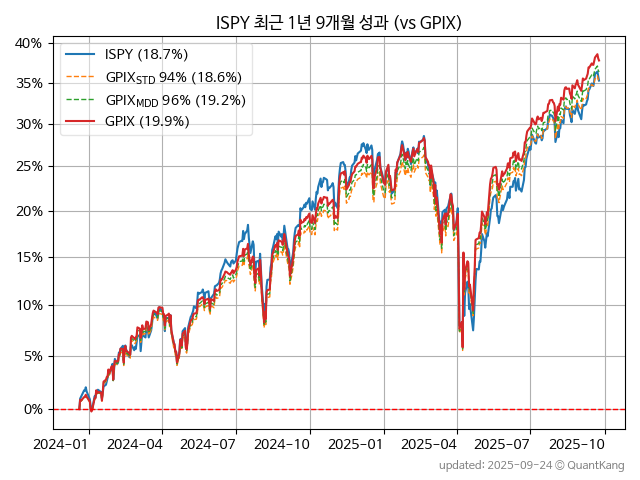 ISPY 최근 1년 9개월 성과 (vs GPIX)
40%
35%
30%
25%
20%
15%
10%
5%
0%
ISPY (18.7%)
GPIXSTD 94% (18.6%)
GPIXMDD 96% (19.2%)
GPIX (19.9%)
2024-01 2024-04 2024-07 2024-10 2025-01 2025-04 2025-07 2025-10
updated: 2025-09-24 © QuantKang